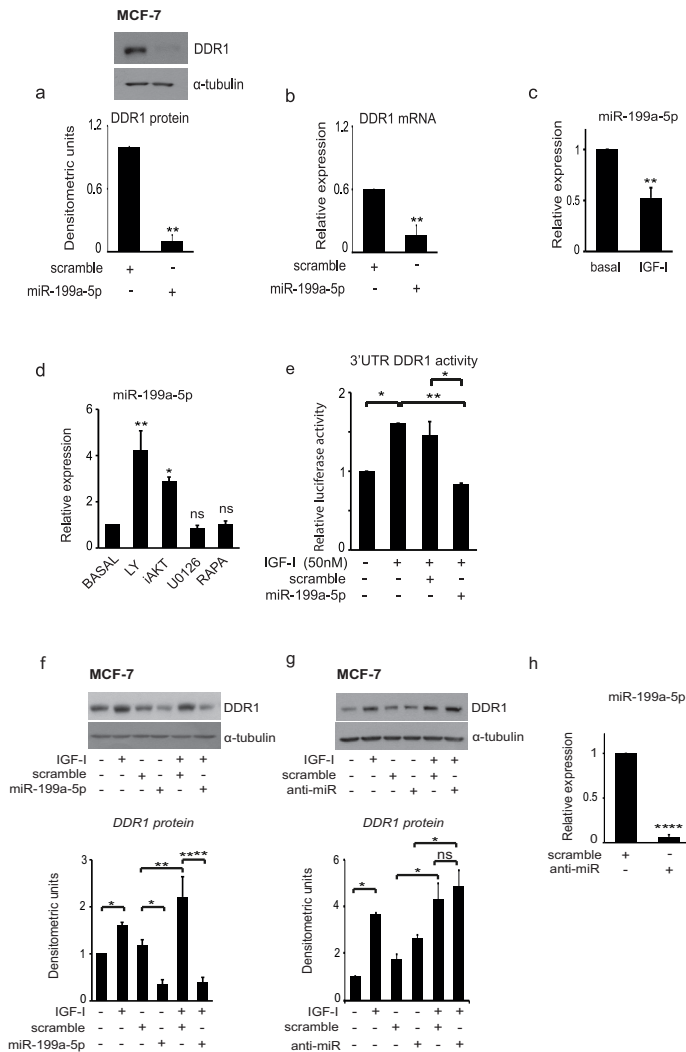 MCF-7
DDR1
α-tubulin
a
DDR1 protein
Densitometric units
1.2
0.6
0
**
scramble + -
miR-199a-5p - +
b
DDR1 mRNA
Relative expression
1.2
0.6
0
**
scramble + -
miR-199a-5p - +
c
miR-199a-5p
Relative expression
1
0.5
0
**
basal IGF-I
d
miR-199a-5p
Relative expression
6
4
2
0
** * ns ns
BASAL LY iAKT U0126 RAPA
e
3'UTR DDR1 activity
Relative luciferase activity
2
1
0
* ** *
IGF-I (50nM) - + + +
scramble - - + -
miR-199a-5p - - - +
f
MCF-7
DDR1
α-tubulin
IGF-I - + - - + +
scramble - - + - + -
miR-199a-5p - - - + - +
DDR1 protein
Densitometric units
3
2
1
0
* ** * ****
IGF-I - + - - + +
scramble - - + - + -
miR-199a-5p - - - + - +
g
MCF-7
DDR1
α-tubulin
IGF-I - + - - + +
scramble - - + - + -
anti-miR - - - + - +
DDR1 protein
Densitometric units
6
4
2
0
* * * ns
IGF-I - + - - + +
scramble - - + - + -
anti-miR - - - + - +
h
miR-199a-5p
Relative expression
1
0.5
0
****
scramble + -
anti-miR - +